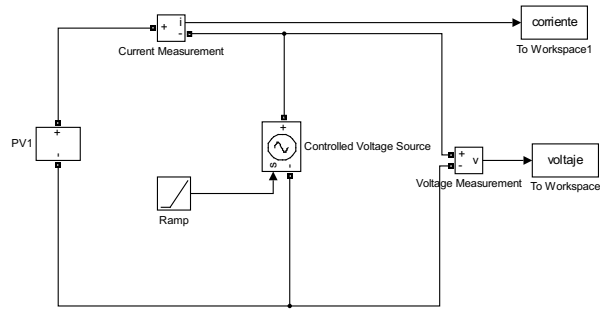 corriente
To Workspace1
i
+
-
Current Measurement
PV1
+
-
+
-
s
Controlled Voltage Source
+
-
v
Voltage Measurement
voltaje
To Workspace
Ramp